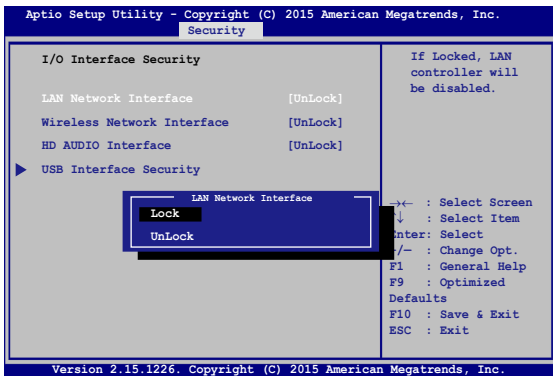 Aptio Setup Utility - Copyright (C) 2015 American Megatrends, Inc.
Security
I/O Interface Security
LAN Network Interface [UnLock]
Wireless Network Interface [UnLock]
HD AUDIO Interface [UnLock]
USB Interface Security
LAN Network Interface
Lock
UnLock
If Locked, LAN
controller will
be disabled.
→← : Select Screen
↑↓ : Select Item
Enter: Select
+/— : Change Opt.
F1 : General Help
F9 : Optimized
Defaults
F10 : Save & Exit
ESC : Exit
Version 2.15.1226. Copyright (C) 2015 American Megatrends, Inc.